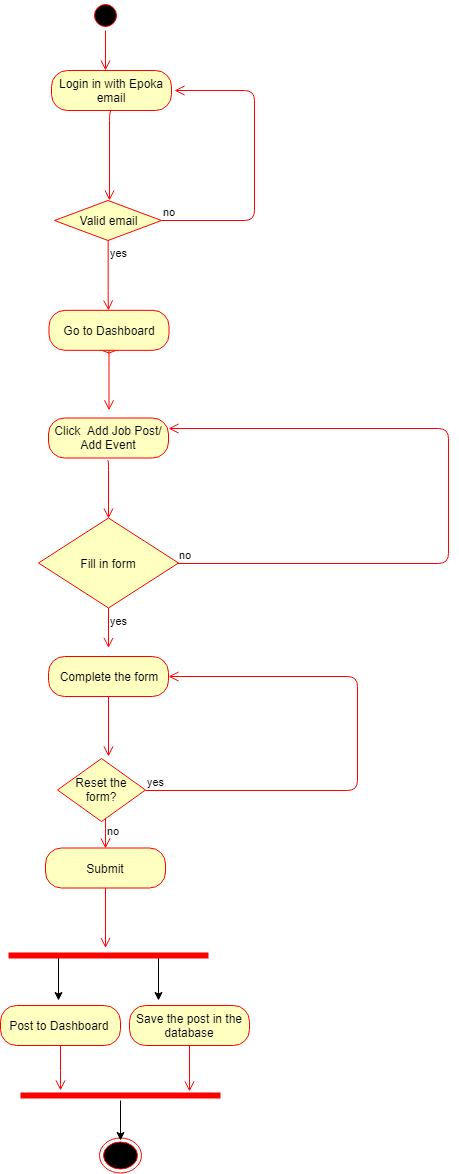 Login in with Epoka
email
no
Valid email
yes
Go to Dashboard
Click  Add Job Post/
Add Event
no
Fill in form
yes
Complete the form
Reset the
form?
yes
no
Submit
Post to Dashboard
Save the post in the
database